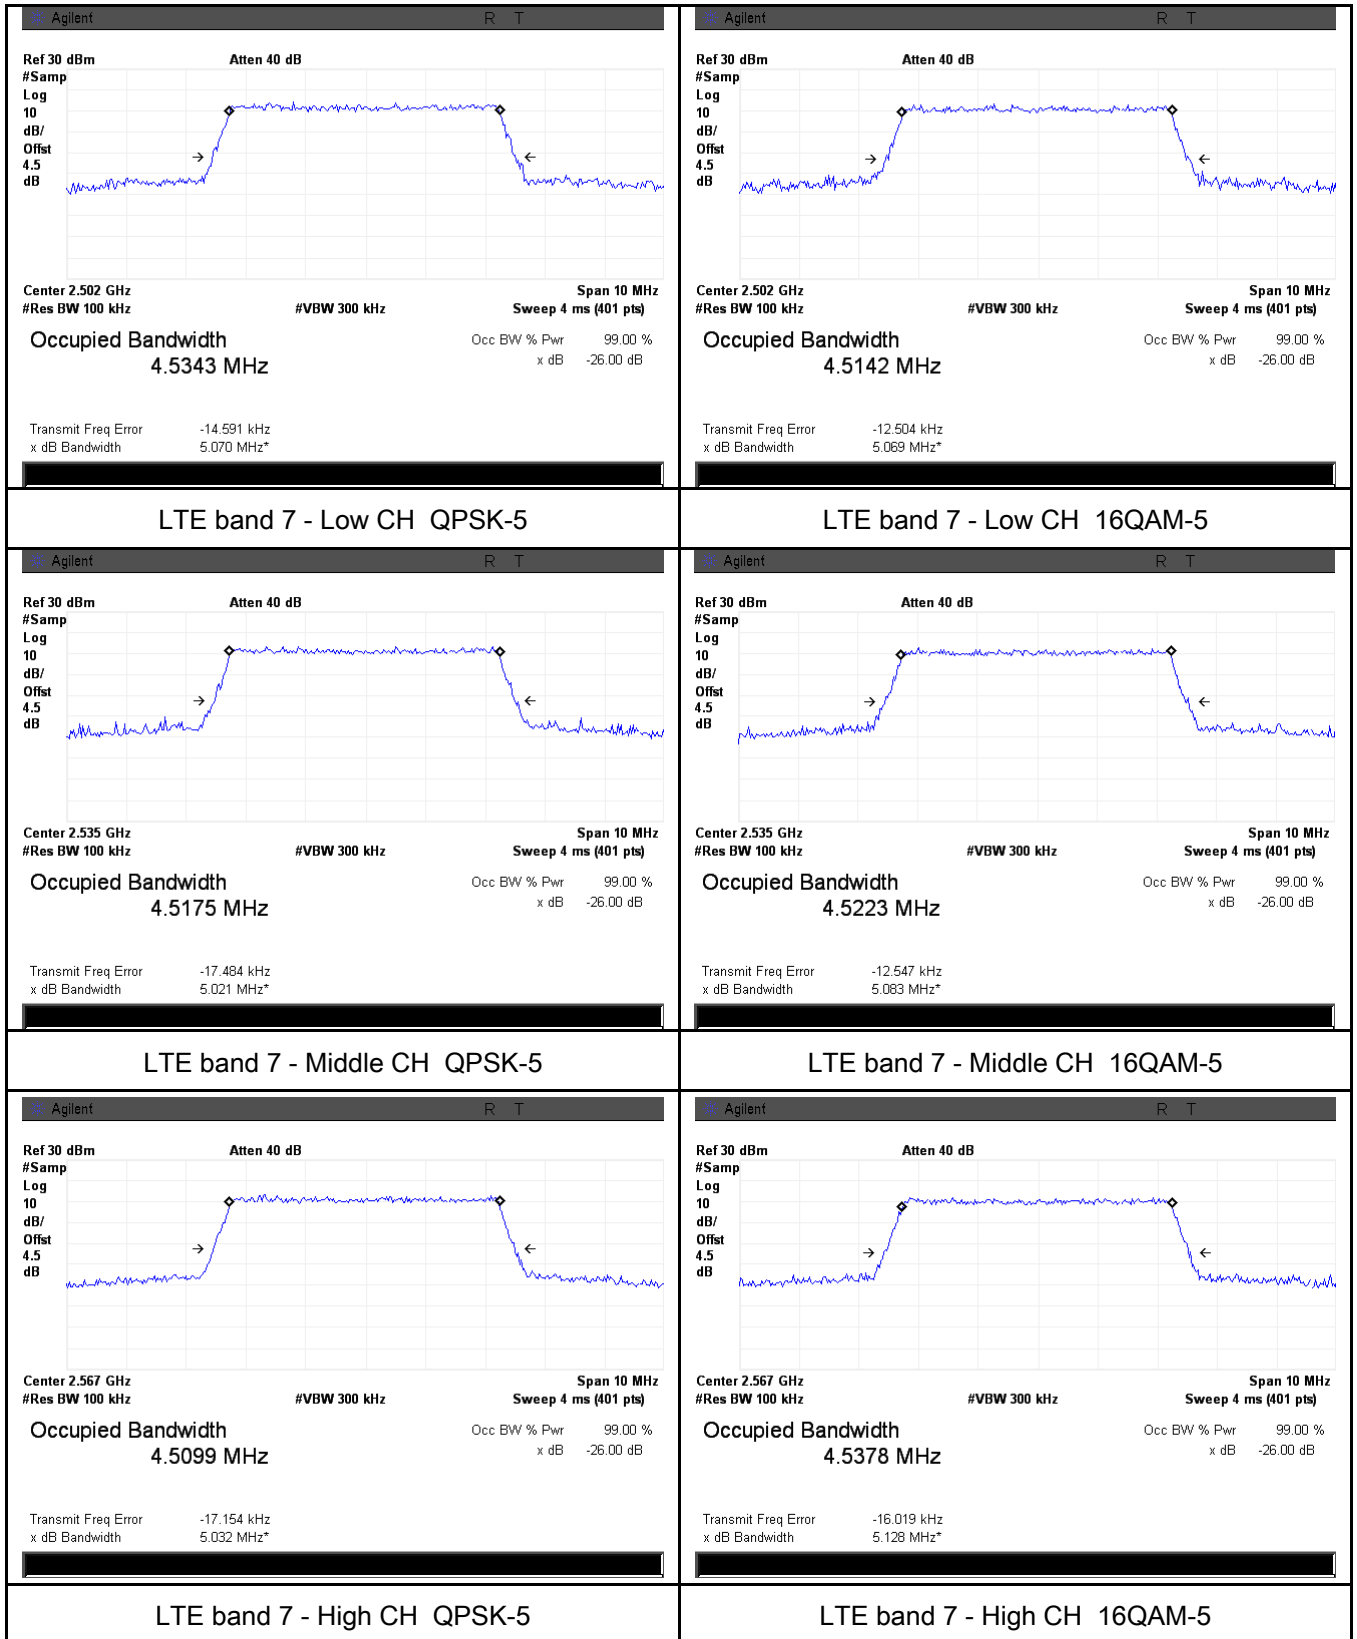 Agilent R T
Ref 30 dBm Atten 40 dB
#Samp
Log
10
dB/
Offst
4.5
dB
Center 2.502 GHz Span 10 MHz
#Res BW 100 kHz #VBW 300 kHz Sweep 4 ms (401 pts)
Occupied Bandwidth Occ BW % Pwr 99.00 %
4.5343 MHz x dB -26.00 dB
Transmit Freq Error -14.591 kHz
x dB Bandwidth 5.070 MHz*
LTE band 7 - Low CH QPSK-5
Agilent R T
Ref 30 dBm Atten 40 dB
#Samp
Log
10
dB/
Offst
4.5
dB
Center 2.502 GHz Span 10 MHz
#Res BW 100 kHz #VBW 300 kHz Sweep 4 ms (401 pts)
Occupied Bandwidth Occ BW % Pwr 99.00 %
4.5142 MHz x dB -26.00 dB
Transmit Freq Error -12.504 kHz
x dB Bandwidth 5.069 MHz*
LTE band 7 - Low CH 16QAM-5
Agilent R T
Ref 30 dBm Atten 40 dB
#Samp
Log
10
dB/
Offst
4.5
dB
Center 2.535 GHz Span 10 MHz
#Res BW 100 kHz #VBW 300 kHz Sweep 4 ms (401 pts)
Occupied Bandwidth Occ BW % Pwr 99.00 %
4.5175 MHz x dB -26.00 dB
Transmit Freq Error -17.484 kHz
x dB Bandwidth 5.021 MHz*
LTE band 7 - Middle CH QPSK-5
Agilent R T
Ref 30 dBm Atten 40 dB
#Samp
Log
10
dB/
Offst
4.5
dB
Center 2.535 GHz Span 10 MHz
#Res BW 100 kHz #VBW 300 kHz Sweep 4 ms (401 pts)
Occupied Bandwidth Occ BW % Pwr 99.00 %
4.5223 MHz x dB -26.00 dB
Transmit Freq Error -12.547 kHz
x dB Bandwidth 5.083 MHz*
LTE band 7 - Middle CH 16QAM-5
Agilent R T
Ref 30 dBm Atten 40 dB
#Samp
Log
10
dB/
Offst
4.5
dB
Center 2.567 GHz Span 10 MHz
#Res BW 100 kHz #VBW 300 kHz Sweep 4 ms (401 pts)
Occupied Bandwidth Occ BW % Pwr 99.00 %
4.5099 MHz x dB -26.00 dB
Transmit Freq Error -17.154 kHz
x dB Bandwidth 5.032 MHz*
LTE band 7 - High CH QPSK-5
Agilent R T
Ref 30 dBm Atten 40 dB
#Samp
Log
10
dB/
Offst
4.5
dB
Center 2.567 GHz Span 10 MHz
#Res BW 100 kHz #VBW 300 kHz Sweep 4 ms (401 pts)
Occupied Bandwidth Occ BW % Pwr 99.00 %
4.5378 MHz x dB -26.00 dB
Transmit Freq Error -16.019 kHz
x dB Bandwidth 5.128 MHz*
LTE band 7 - High CH 16QAM-5